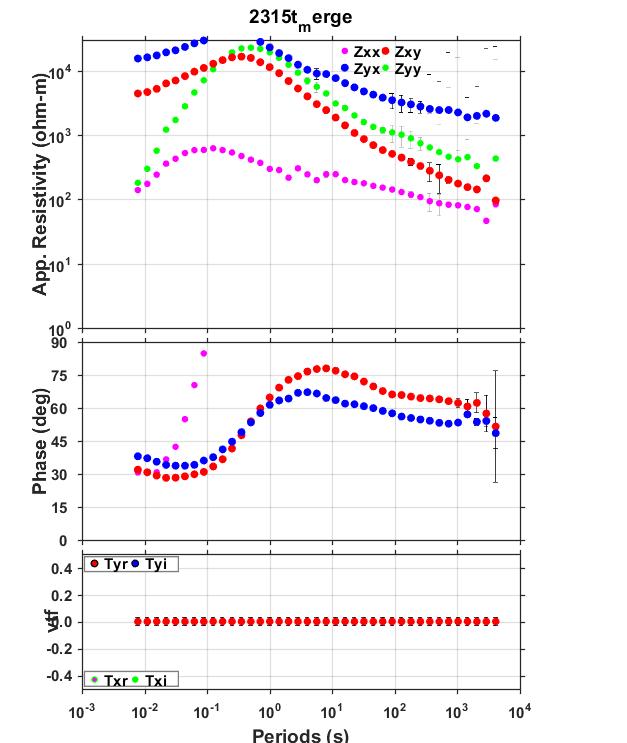 2315t_merge
App. Resistivity (ohm-m)
10^4
10^3
10^2
10^1
10^0
Zxx Zxy
Zyx Zyy
Phase (deg)
90
75
60
45
30
15
0
vtf
0.4
0.2
0.0
-0.2
-0.4
Tyr Tyi
Txr Txi
10^-3 10^-2 10^-1 10^0 10^1 10^2 10^3 10^4
Periods (s)